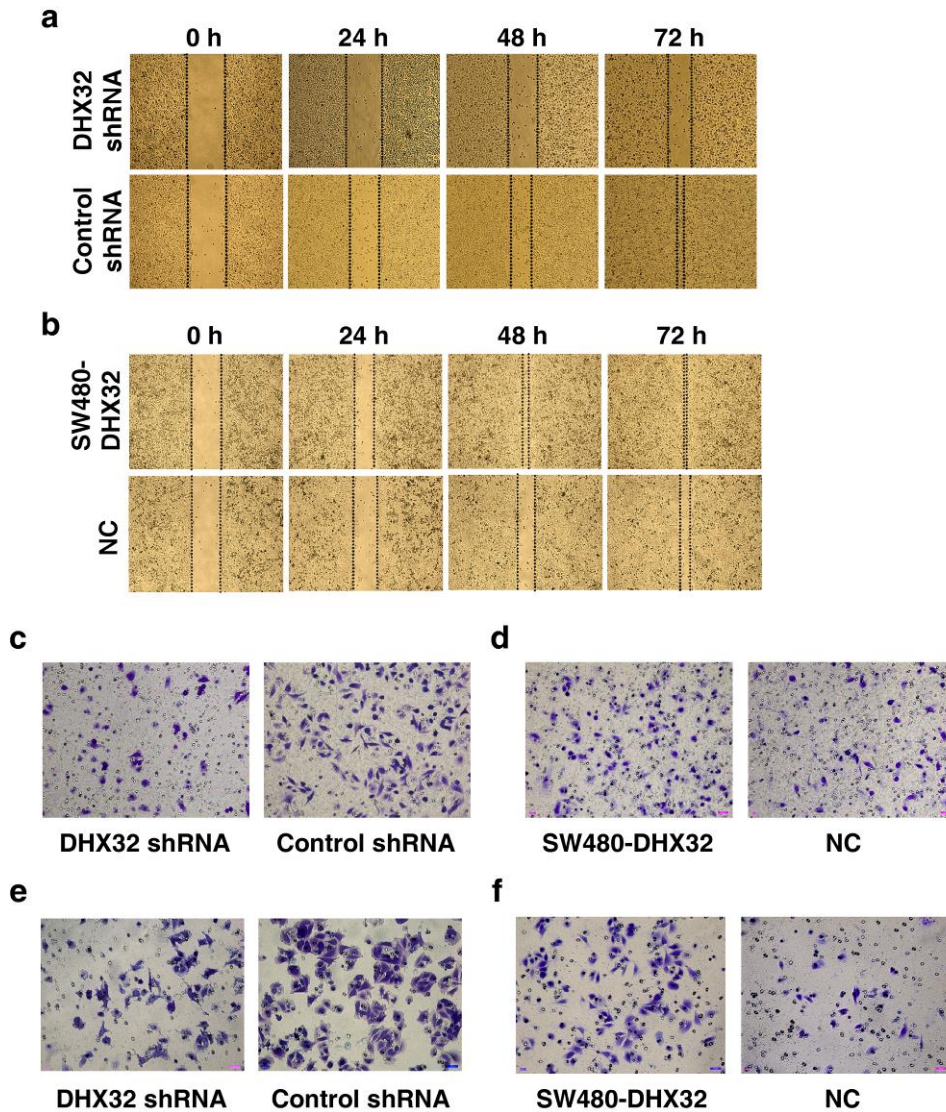 a
0 h 24 h 48 h 72 h
DHX32
shRNA
Control
shRNA
b
0 h 24 h 48 h 72 h
SW480-
DHX32
NC
c d
DHX32 shRNA Control shRNA SW480-DHX32 NC
e f
DHX32 shRNA Control shRNA SW480-DHX32 NC